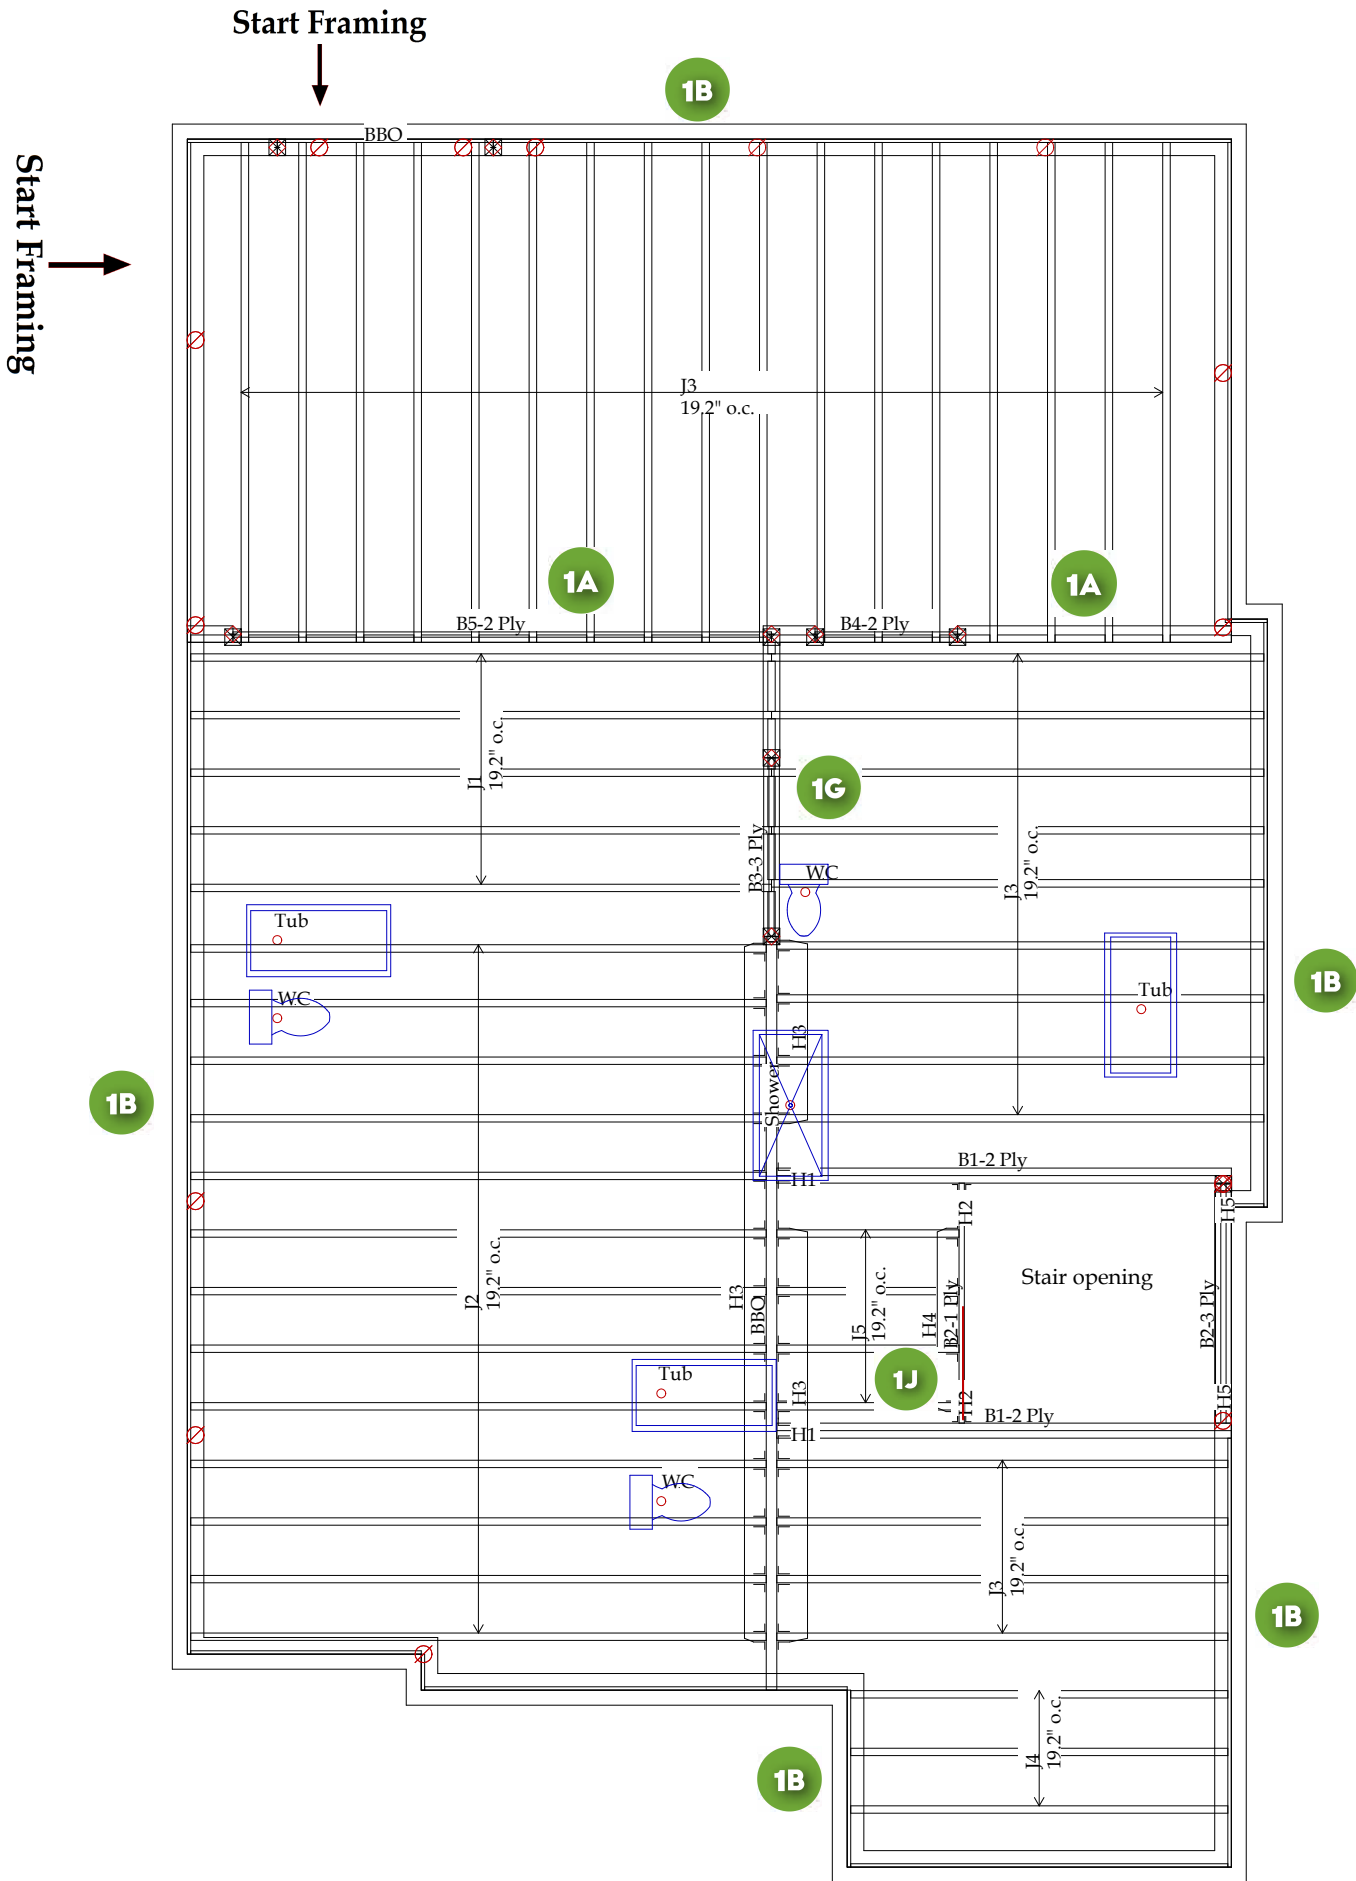 Start Framing
1B
BBO
Start Framing
J3
19.2" o.c.
1A
1A
B5-2 Ply
B4-2 Ply
J1
19.2" o.c.
1G
B3-3 Ply
WC
J3
19.2" o.c.
Tub
WC
Tub
1B
H3
Shower
1B
B1-2 Ply
H1
H2
H5
Stair opening
J2
19.2" o.c.
H3
BBO
J5
19.2" o.c.
H4
B2-1 Ply
B2-3 Ply
Tub
1J
H3
H2
H5
B1-2 Ply
H1
WC
J3
19.2" o.c.
1B
J4
19.2" o.c.
1B